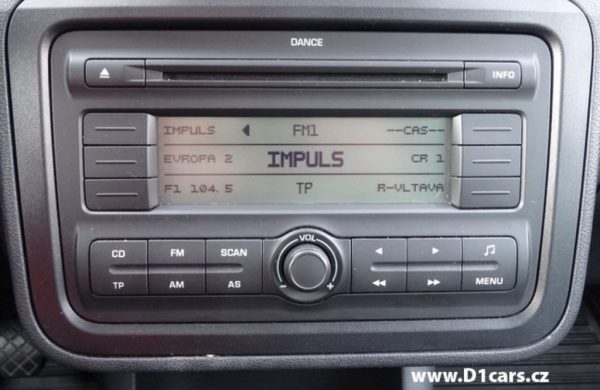 DANCE
INFO
IMPULS FM1 --CAS--
EVROPA 2 IMPULS CR 1
F1 104.5 TP R-VLTAVA
CD FM SCAN VOL
TP AM AS - + MENU
www.D1cars.cz